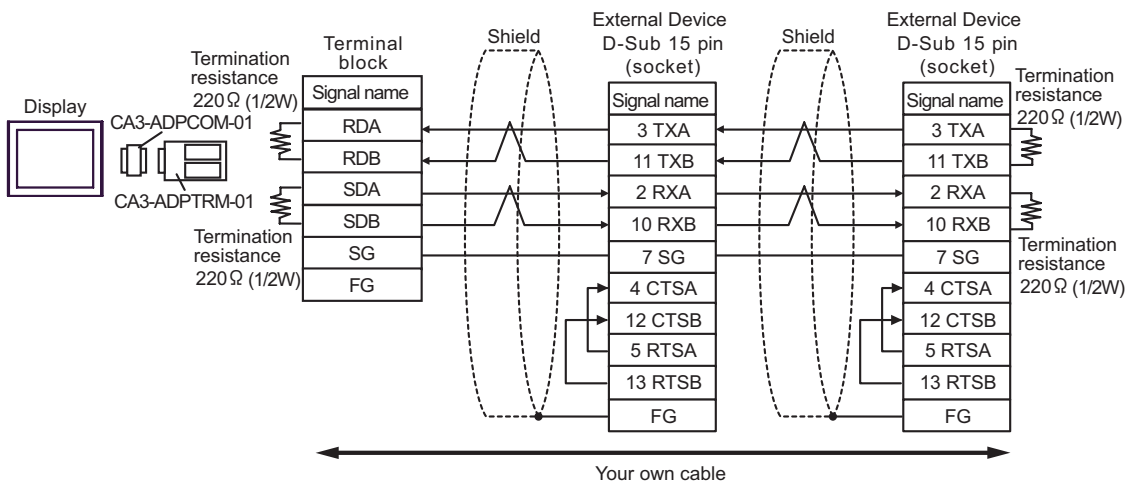 Display
CA3-ADPCOM-01
CA3-ADPTRM-01
Termination
resistance
220Ω (1/2W)
Termination
resistance
220Ω (1/2W)
Terminal
block
Signal name
RDA
RDB
SDA
SDB
SG
FG
Shield
External Device
D-Sub 15 pin
(socket)
Signal name
3 TXA
11 TXB
2 RXA
10 RXB
7 SG
4 CTSA
12 CTSB
5 RTSA
13 RTSB
FG
Shield
External Device
D-Sub 15 pin
(socket)
Signal name
3 TXA
11 TXB
2 RXA
10 RXB
7 SG
4 CTSA
12 CTSB
5 RTSA
13 RTSB
FG
Termination
resistance
220Ω (1/2W)
Termination
resistance
220Ω (1/2W)
Your own cable